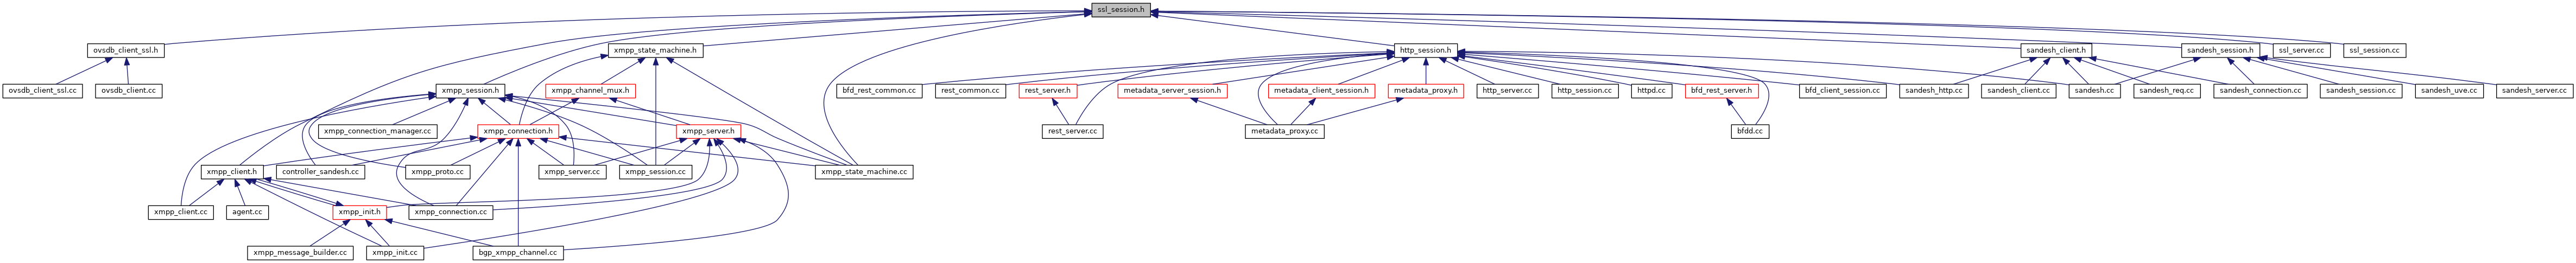 ssl_session.h
ovsdb_client_ssl.h
xmpp_state_machine.h
http_session.h
sandesh_client.h
sandesh_session.h
ssl_server.cc
ssl_session.cc
ovsdb_client_ssl.cc
ovsdb_client.cc
xmpp_session.h
xmpp_channel_mux.h
bfd_rest_common.cc
rest_common.cc
rest_server.h
metadata_server_session.h
metadata_client_session.h
metadata_proxy.h
http_server.cc
http_session.cc
httpd.cc
bfd_rest_server.h
bfd_client_session.cc
sandesh_http.cc
sandesh_client.cc
sandesh.cc
sandesh_req.cc
sandesh_connection.cc
sandesh_session.cc
sandesh_uve.cc
sandesh_server.cc
xmpp_connection_manager.cc
xmpp_connection.h
xmpp_server.h
rest_server.cc
metadata_proxy.cc
bfdd.cc
xmpp_client.h
controller_sandesh.cc
xmpp_proto.cc
xmpp_server.cc
xmpp_session.cc
xmpp_state_machine.cc
xmpp_client.cc
agent.cc
xmpp_init.h
xmpp_connection.cc
xmpp_message_builder.cc
xmpp_init.cc
bgp_xmpp_channel.cc